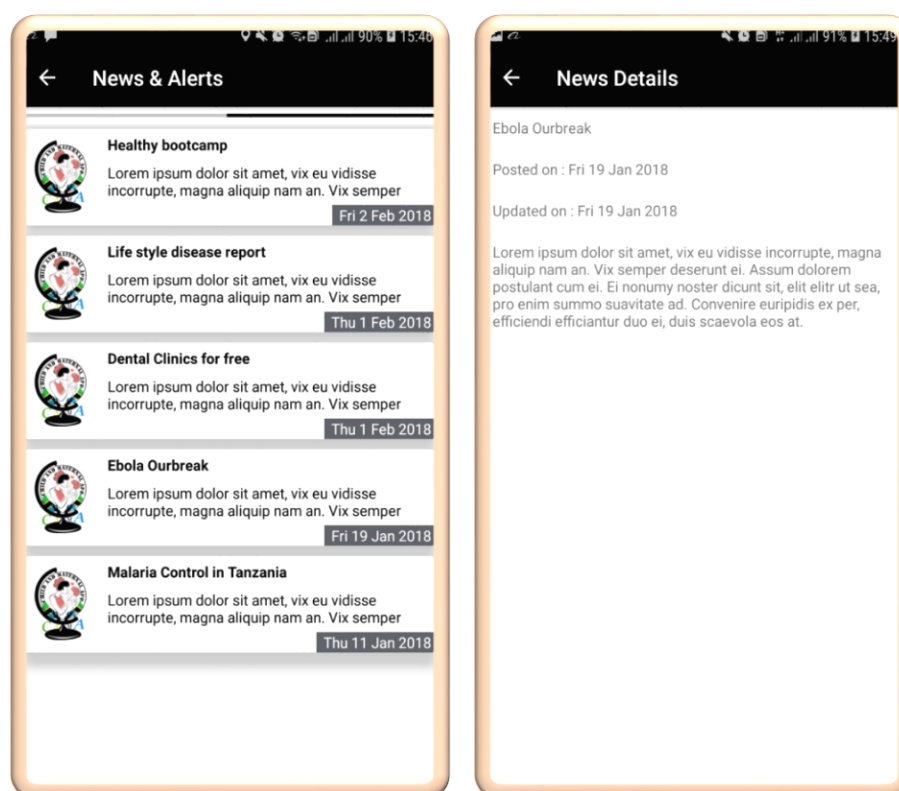 90% 15:46
News & Alerts
Healthy bootcamp
Lorem ipsum dolor sit amet, vix eu vidisse
incorrupte, magna aliquip nam an. Vix semper
Fri 2 Feb 2018
Life style disease report
Lorem ipsum dolor sit amet, vix eu vidisse
incorrupte, magna aliquip nam an. Vix semper
Thu 1 Feb 2018
Dental Clinics for free
Lorem ipsum dolor sit amet, vix eu vidisse
incorrupte, magna aliquip nam an. Vix semper
Thu 1 Feb 2018
Ebola Ourbreak
Lorem ipsum dolor sit amet, vix eu vidisse
incorrupte, magna aliquip nam an. Vix semper
Fri 19 Jan 2018
Malaria Control in Tanzania
Lorem ipsum dolor sit amet, vix eu vidisse
incorrupte, magna aliquip nam an. Vix semper
Thu 11 Jan 2018
91% 15:49
News Details
Ebola Ourbreak
Posted on : Fri 19 Jan 2018
Updated on : Fri 19 Jan 2018
Lorem ipsum dolor sit amet, vix eu vidisse incorrupte, magna
aliquip nam an. Vix semper deserunt ei. Assum dolorem
postulant cum ei. Ei nonumy noster dicunt sit, elit elitr ut sea,
pro enim summo suavitate ad. Convenire euripidis ex per,
efficiendi efficiantur duo ei, duis scaevola eos at.